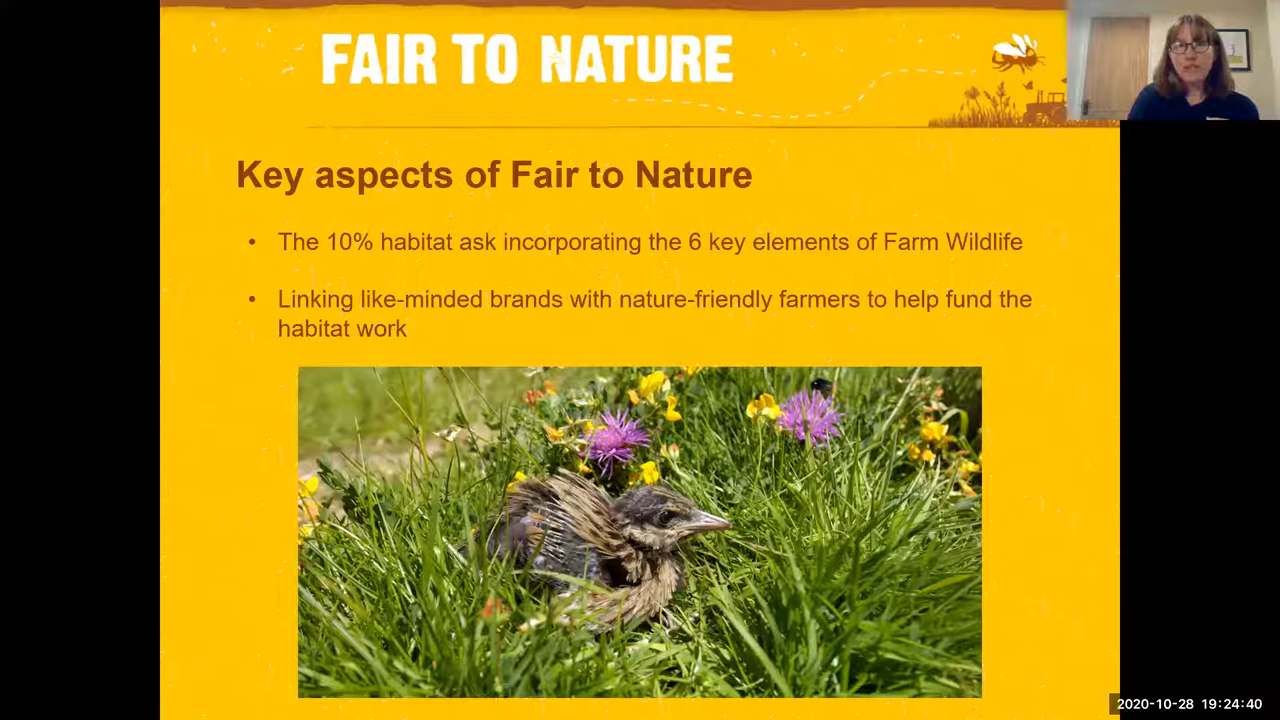 FAIR TO NATURE
Key aspects of Fair to Nature
• The 10% habitat ask incorporating the 6 key elements of Farm Wildlife
• Linking like-minded brands with nature-friendly farmers to help fund the
habitat work
2020-10-28 19:24:40